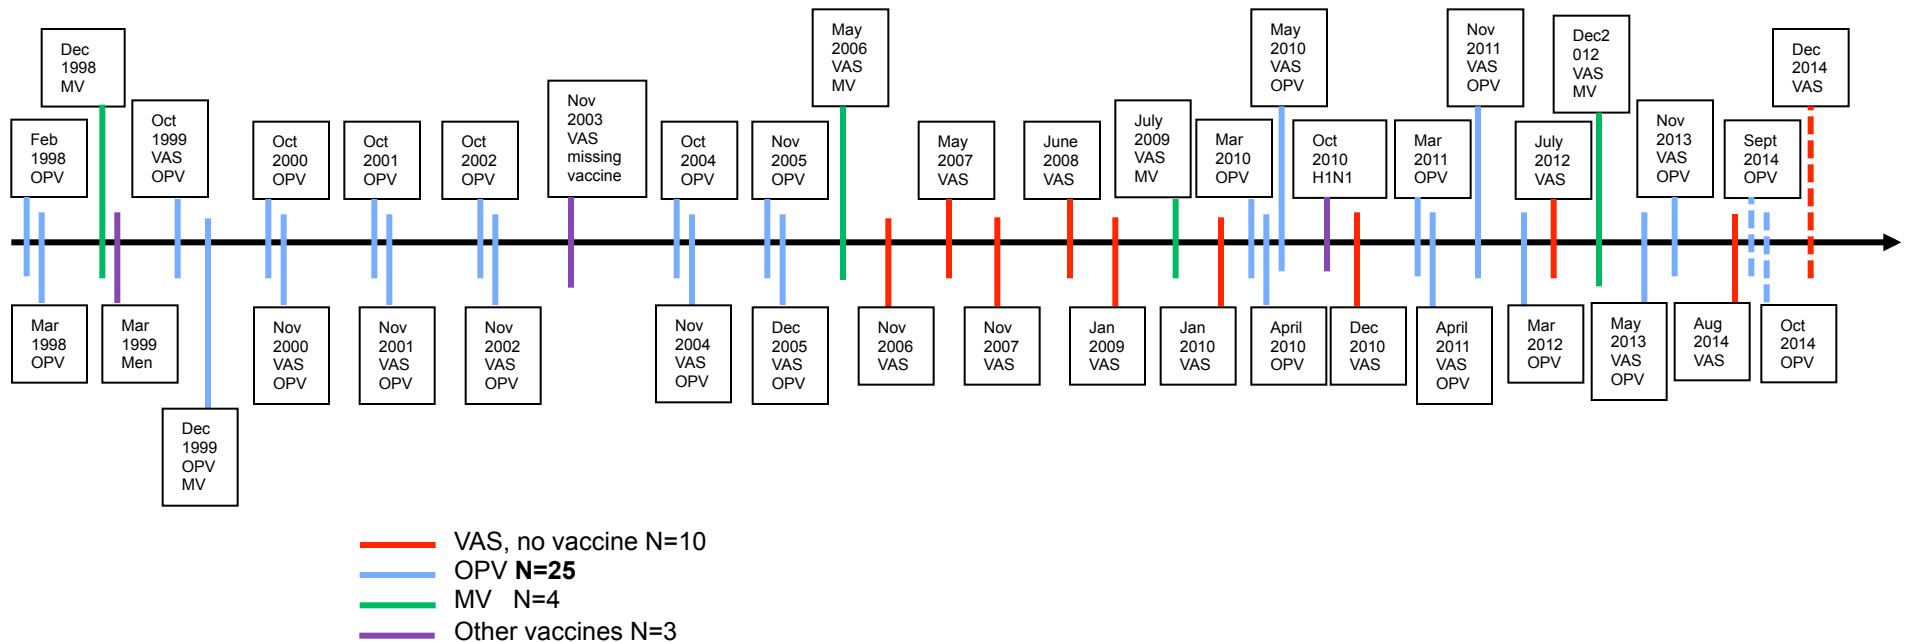 Dec
1998
MV
Feb
1998
OPV
Oct
1999
VAS
OPV
Oct
2000
OPV
Oct
2001
OPV
Oct
2002
OPV
Nov
2003
VAS
missing
vaccine
Oct
2004
OPV
Nov
2005
OPV
May
2006
VAS
MV
May
2007
VAS
June
2008
VAS
July
2009
VAS
MV
Mar
2010
OPV
May
2010
VAS
OPV
Oct
2010
H1N1
Mar
2011
OPV
Nov
2011
VAS
OPV
July
2012
VAS
Dec2
012
VAS
MV
Nov
2013
VAS
OPV
Sept
2014
OPV
Dec
2014
VAS
Mar
1998
OPV
Mar
1999
Men
Dec
1999
OPV
MV
Nov
2000
VAS
OPV
Nov
2001
VAS
OPV
Nov
2002
VAS
OPV
Nov
2004
VAS
OPV
Dec
2005
VAS
OPV
Nov
2006
VAS
Nov
2007
VAS
Jan
2009
VAS
Jan
2010
VAS
April
2010
OPV
Dec
2010
VAS
April
2011
VAS
OPV
Mar
2012
OPV
May
2013
VAS
OPV
Aug
2014
VAS
Oct
2014
OPV
VAS, no vaccine N=10
OPV N=25
MV N=4
Other vaccines N=3